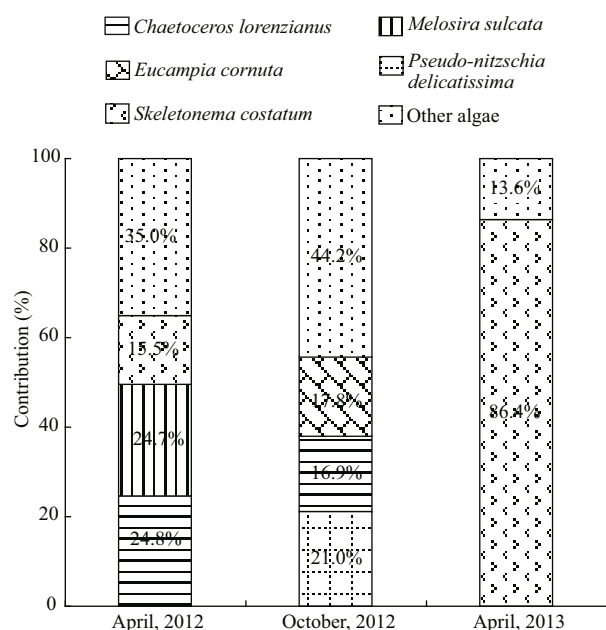 Chaetoceros lorenzianus
Melosira sulcata
Eucampia cornuta
Pseudo-nitzschia
delicatissima
Skeletonema costatum
Other algae
Contribution (%)
100
80
60
40
20
0
35.0%
15.5%
24.7%
24.8%
44.2%
17.8%
16.9%
21.0%
13.6%
86.4%
April, 2012
October, 2012
April, 2013